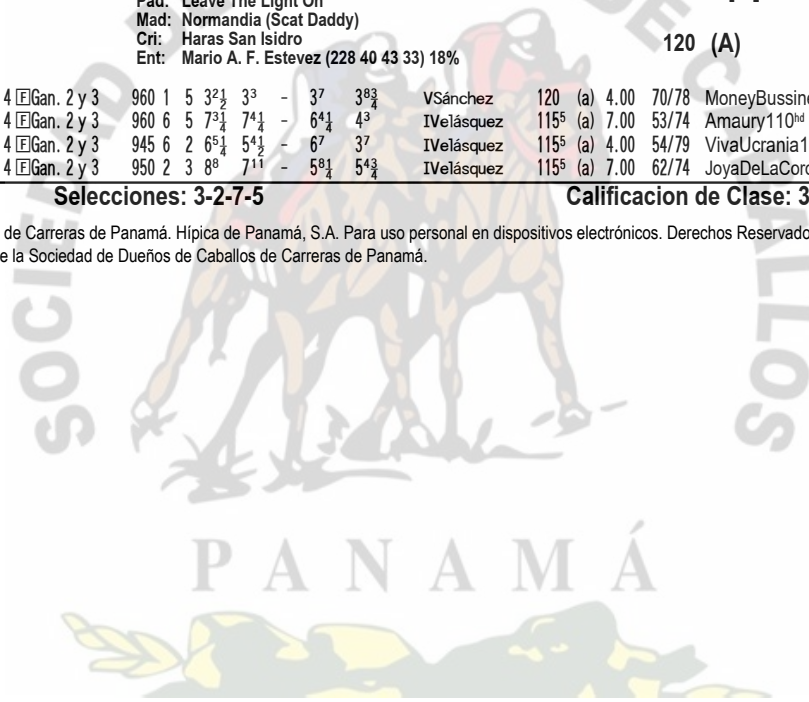 Pad: Leave The Light On
Mad: Normandia (Scat Daddy)
Cri: Haras San Isidro
120 (A)
Ent: Mario A. F. Estevez (228 40 43 33) 18%
4 F Gan. 2 y 3 960 1 5 3²½ 3³ - 3⁷ 3⁸¾ VSánchez 120 (a) 4.00 70/78 MoneyBussine
4 F Gan. 2 y 3 960 6 5 7³¼ 7⁴¼ - 6⁴¼ 4³ IVelásquez 115⁵ (a) 7.00 53/74 Amaury110ʰᵈ
4 F Gan. 2 y 3 945 6 2 6⁵¼ 5⁴½ - 6⁷ 3⁷ IVelásquez 115⁵ (a) 4.00 54/79 VivaUcrania1
4 F Gan. 2 y 3 950 2 3 8⁸ 7¹¹ - 5⁸¼ 5⁴¾ IVelásquez 115⁵ (a) 7.00 62/74 JoyaDeLaCoro
Selecciones: 3-2-7-5 Calificacion de Clase: 3
de Carreras de Panamá. Hípica de Panamá, S.A. Para uso personal en dispositivos electrónicos. Derechos Reservado
e la Sociedad de Dueños de Caballos de Carreras de Panamá.
SOCIEDAD DE CABALLOS
PANAMÁ